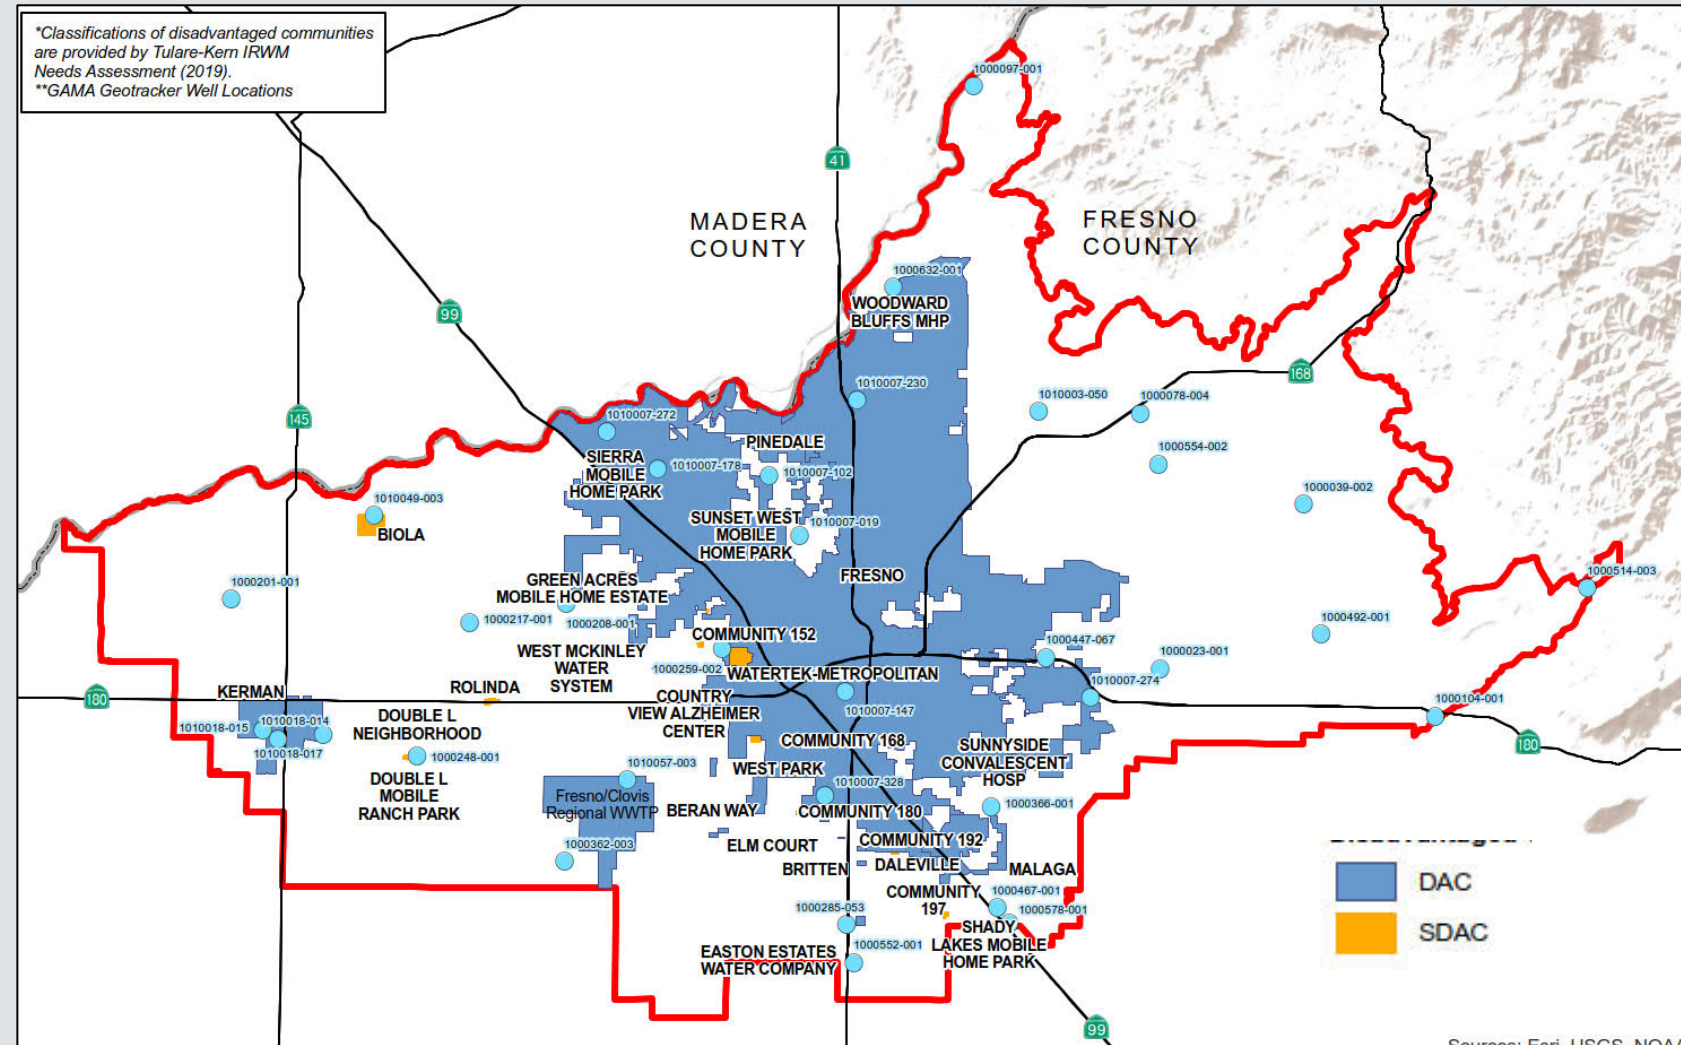 *Classifications of disadvantaged communities
are provided by Tulare-Kern IRWM
Needs Assessment (2019).
**GAMA Geotracker Well Locations
1000097-001
41
MADERA
COUNTY
FRESNO
COUNTY
1000632-001
WOODWARD
BLUFFS MHP
99
168
1010007-230
145
1010007-272
1010003-050
1000078-004
PINEDALE
1000554-002
SIERRA
MOBILE
HOME PARK
1010007-178
1010007-102
1000039-002
1010049-003
BIOLA
SUNSET WEST
MOBILE
HOME PARK
1010007-019
FRESNO
1000514-003
1000201-001
GREEN ACRES
MOBILE HOME ESTATE
1000217-001
1000208-001
1000492-001
COMMUNITY 152
1000447-067
WEST MCKINLEY
WATER
SYSTEM
1000259-002
1000023-001
WATERTEK-METROPOLITAN
1010007-274
180
KERMAN
ROLINDA
COUNTRY
VIEW ALZHEIMER
CENTER
1010007-147
1000104-001
1010018-015
1010018-014
1010018-017
DOUBLE L
NEIGHBORHOOD
1000248-001
COMMUNITY 168
SUNNYSIDE
CONVALESCENT
HOSP
180
DOUBLE L
MOBILE
RANCH PARK
1010057-003
WEST PARK
1010007-328
Fresno/Clovis
Regional WWTP
BERAN WAY
COMMUNITY 180
1000366-001
1000362-003
ELM COURT
COMMUNITY 192
BRITTEN
DALEVILLE
MALAGA
COMMUNITY
197
1000467-001
1000578-001
1000285-053
SHADY
LAKES MOBILE
HOME PARK
EASTON ESTATES
WATER COMPANY
1000552-001
99
DAC
SDAC
Sources: Esri, USGS, NOAA